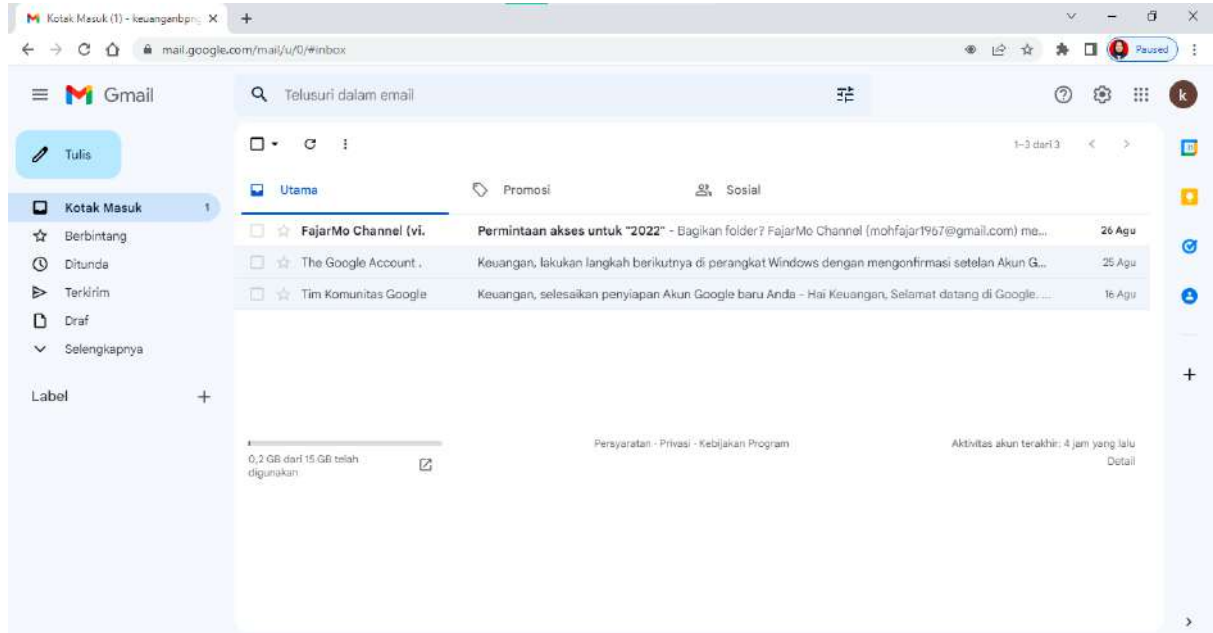 Kotak Masuk (1) - keuanganbpn
mail.google.com/mail/u/0/#inbox
Paused
Gmail
Telusuri dalam email
k
Tulis
1–3 dari 3
Utama
Promosi
Sosial
Kotak Masuk 1
Berbintang
Ditunda
Terkirim
Draf
Selengkapnya
Label
FajarMo Channel (vi. Permintaan akses untuk "2022" - Bagikan folder? FajarMo Channel (mohfajar1967@gmail.com) me... 26 Agu
The Google Account . Keuangan, lakukan langkah berikutnya di perangkat Windows dengan mengonfirmasi setelan Akun G... 25 Agu
Tim Komunitas Google Keuangan, selesaikan penyiapan Akun Google baru Anda - Hai Keuangan, Selamat datang di Google. ... 16 Agu
0,2 GB dari 15 GB telah
digunakan
Persyaratan - Privasi - Kebijakan Program
Aktivitas akun terakhir: 4 jam yang lalu
Detail